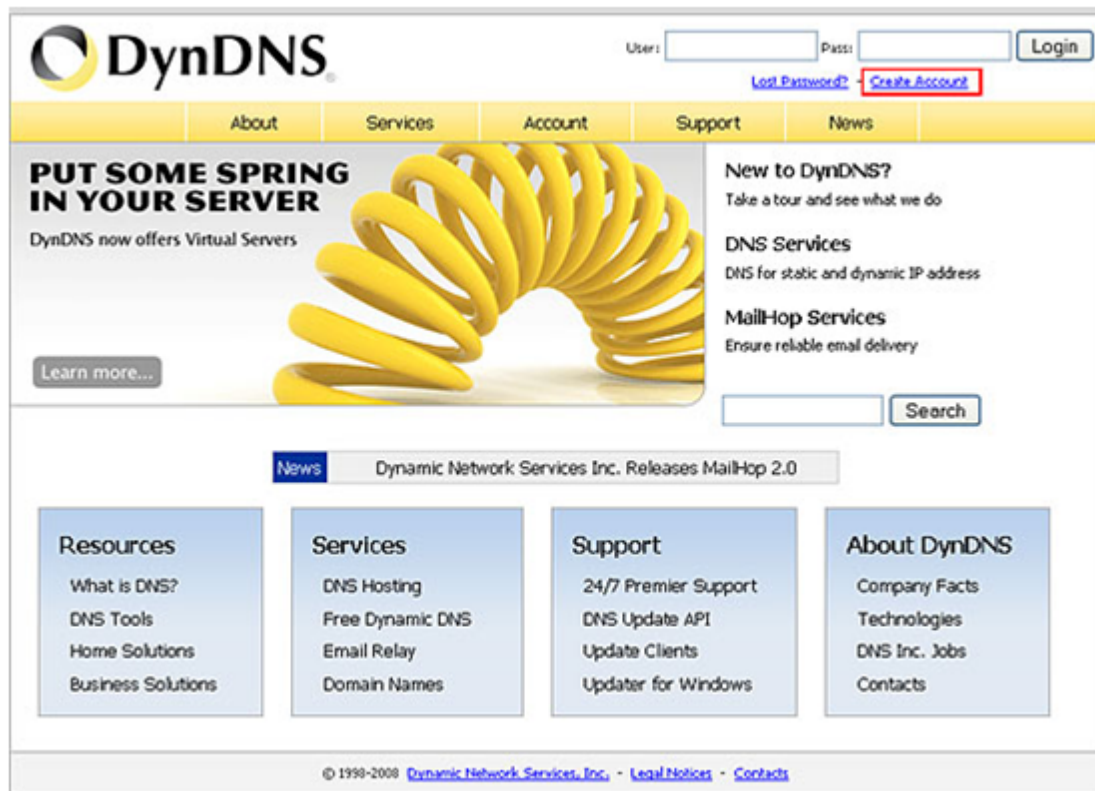 DynDNS
User: Pass: Login
Lost Password? - Create Account
About Services Account Support News
PUT SOME SPRING
IN YOUR SERVER
DynDNS now offers Virtual Servers
Learn more...
New to DynDNS?
Take a tour and see what we do
DNS Services
DNS for static and dynamic IP address
MailHop Services
Ensure reliable email delivery
Search
News Dynamic Network Services Inc. Releases MailHop 2.0
Resources
What is DNS?
DNS Tools
Home Solutions
Business Solutions
Services
DNS Hosting
Free Dynamic DNS
Email Relay
Domain Names
Support
24/7 Premier Support
DNS Update API
Update Clients
Updater for Windows
About DynDNS
Company Facts
Technologies
DNS Inc. Jobs
Contacts
© 1998-2008 Dynamic Network Services, Inc. - Legal Notices - Contacts